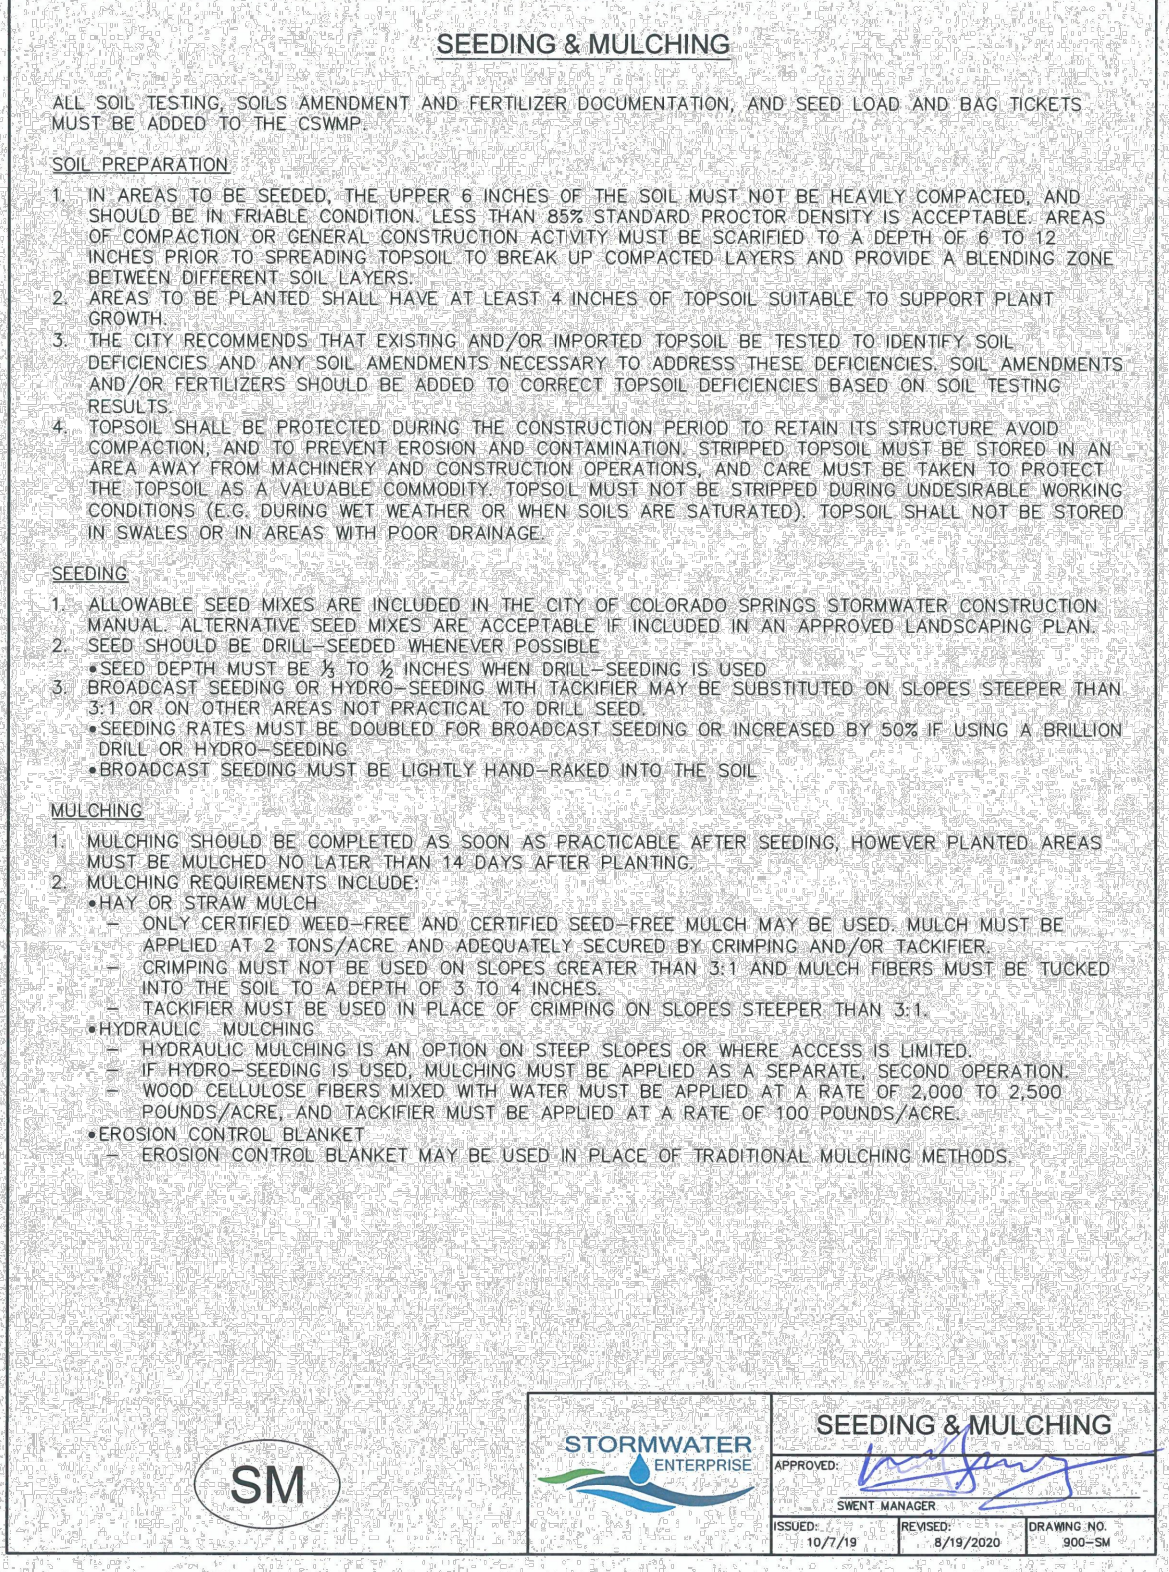 SEEDING & MULCHING
ALL SOIL TESTING, SOILS AMENDMENT AND FERTILIZER DOCUMENTATION, AND SEED LOAD AND BAG TICKETS
MUST BE ADDED TO THE CSWMP.
SOIL PREPARATION
1. IN AREAS TO BE SEEDED, THE UPPER 6 INCHES OF THE SOIL MUST NOT BE HEAVILY COMPACTED, AND
SHOULD BE IN FRIABLE CONDITION. LESS THAN 85% STANDARD PROCTOR DENSITY IS ACCEPTABLE. AREAS
OF COMPACTION OR GENERAL CONSTRUCTION ACTIVITY MUST BE SCARIFIED TO A DEPTH OF 6 TO 12
INCHES PRIOR TO SPREADING TOPSOIL TO BREAK UP COMPACTED LAYERS AND PROVIDE A BLENDING ZONE
BETWEEN DIFFERENT SOIL LAYERS.
2. AREAS TO BE PLANTED SHALL HAVE AT LEAST 4 INCHES OF TOPSOIL SUITABLE TO SUPPORT PLANT
GROWTH.
3. THE CITY RECOMMENDS THAT EXISTING AND/OR IMPORTED TOPSOIL BE TESTED TO IDENTIFY SOIL
DEFICIENCIES AND ANY SOIL AMENDMENTS NECESSARY TO ADDRESS THESE DEFICIENCIES. SOIL AMENDMENTS
AND/OR FERTILIZERS SHOULD BE ADDED TO CORRECT TOPSOIL DEFICIENCIES BASED ON SOIL TESTING
RESULTS.
4. TOPSOIL SHALL BE PROTECTED DURING THE CONSTRUCTION PERIOD TO RETAIN ITS STRUCTURE AVOID
COMPACTION, AND TO PREVENT EROSION AND CONTAMINATION. STRIPPED TOPSOIL MUST BE STORED IN AN
AREA AWAY FROM MACHINERY AND CONSTRUCTION OPERATIONS, AND CARE MUST BE TAKEN TO PROTECT
THE TOPSOIL AS A VALUABLE COMMODITY. TOPSOIL MUST NOT BE STRIPPED DURING UNDESIRABLE WORKING
CONDITIONS (E.G. DURING WET WEATHER OR WHEN SOILS ARE SATURATED). TOPSOIL SHALL NOT BE STORED
IN SWALES OR IN AREAS WITH POOR DRAINAGE.
SEEDING
1. ALLOWABLE SEED MIXES ARE INCLUDED IN THE CITY OF COLORADO SPRINGS STORMWATER CONSTRUCTION
MANUAL. ALTERNATIVE SEED MIXES ARE ACCEPTABLE IF INCLUDED IN AN APPROVED LANDSCAPING PLAN.
2. SEED SHOULD BE DRILL-SEEDED WHENEVER POSSIBLE
•SEED DEPTH MUST BE ⅓ TO ½ INCHES WHEN DRILL-SEEDING IS USED
3. BROADCAST SEEDING OR HYDRO-SEEDING WITH TACKIFIER MAY BE SUBSTITUTED ON SLOPES STEEPER THAN
3:1 OR ON OTHER AREAS NOT PRACTICAL TO DRILL SEED.
•SEEDING RATES MUST BE DOUBLED FOR BROADCAST SEEDING OR INCREASED BY 50% IF USING A BRILLION
DRILL OR HYDRO-SEEDING
•BROADCAST SEEDING MUST BE LIGHTLY HAND-RAKED INTO THE SOIL
MULCHING
1. MULCHING SHOULD BE COMPLETED AS SOON AS PRACTICABLE AFTER SEEDING, HOWEVER PLANTED AREAS
MUST BE MULCHED NO LATER THAN 14 DAYS AFTER PLANTING.
2. MULCHING REQUIREMENTS INCLUDE:
•HAY OR STRAW MULCH
– ONLY CERTIFIED WEED-FREE AND CERTIFIED SEED-FREE MULCH MAY BE USED. MULCH MUST BE
APPLIED AT 2 TONS/ACRE AND ADEQUATELY SECURED BY CRIMPING AND/OR TACKIFIER.
– CRIMPING MUST NOT BE USED ON SLOPES GREATER THAN 3:1 AND MULCH FIBERS MUST BE TUCKED
INTO THE SOIL TO A DEPTH OF 3 TO 4 INCHES.
– TACKIFIER MUST BE USED IN PLACE OF CRIMPING ON SLOPES STEEPER THAN 3:1.
•HYDRAULIC MULCHING
– HYDRAULIC MULCHING IS AN OPTION ON STEEP SLOPES OR WHERE ACCESS IS LIMITED.
– IF HYDRO-SEEDING IS USED, MULCHING MUST BE APPLIED AS A SEPARATE, SECOND OPERATION.
– WOOD CELLULOSE FIBERS MIXED WITH WATER MUST BE APPLIED AT A RATE OF 2,000 TO 2,500
POUNDS/ACRE, AND TACKIFIER MUST BE APPLIED AT A RATE OF 100 POUNDS/ACRE.
•EROSION CONTROL BLANKET
– EROSION CONTROL BLANKET MAY BE USED IN PLACE OF TRADITIONAL MULCHING METHODS.
SM
STORMWATER
ENTERPRISE
SEEDING & MULCHING
APPROVED:
SWENT MANAGER
ISSUED: REVISED: DRAWING NO.
10/7/19 8/19/2020 900-SM